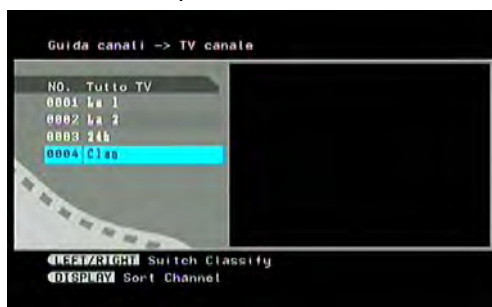 Guida canali -> TV canale
NO. Tutto TV
0001 La 1
0002 La 2
0003 24h
0004 Clan
LEFT/RIGHT Switch Classify
DISPLAY Sort Channel